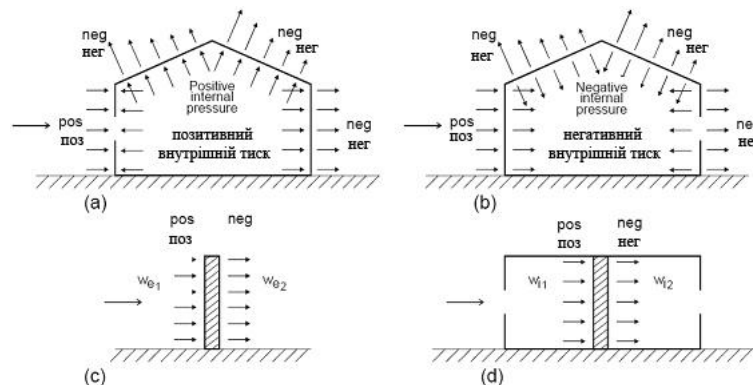 neg
нег
neg
нег
Positive
internal
pressure
pos
поз
позитивний
внутрішній тиск
neg
нег
(a)
neg
нег
neg
нег
Negative
internal
pressure
pos
поз
негативний
внутрішній тиск
neg
не
(b)
pos
поз
neg
We1
We2
(c)
pos
поз
neg
нег
Wi1
Wi2
(d)